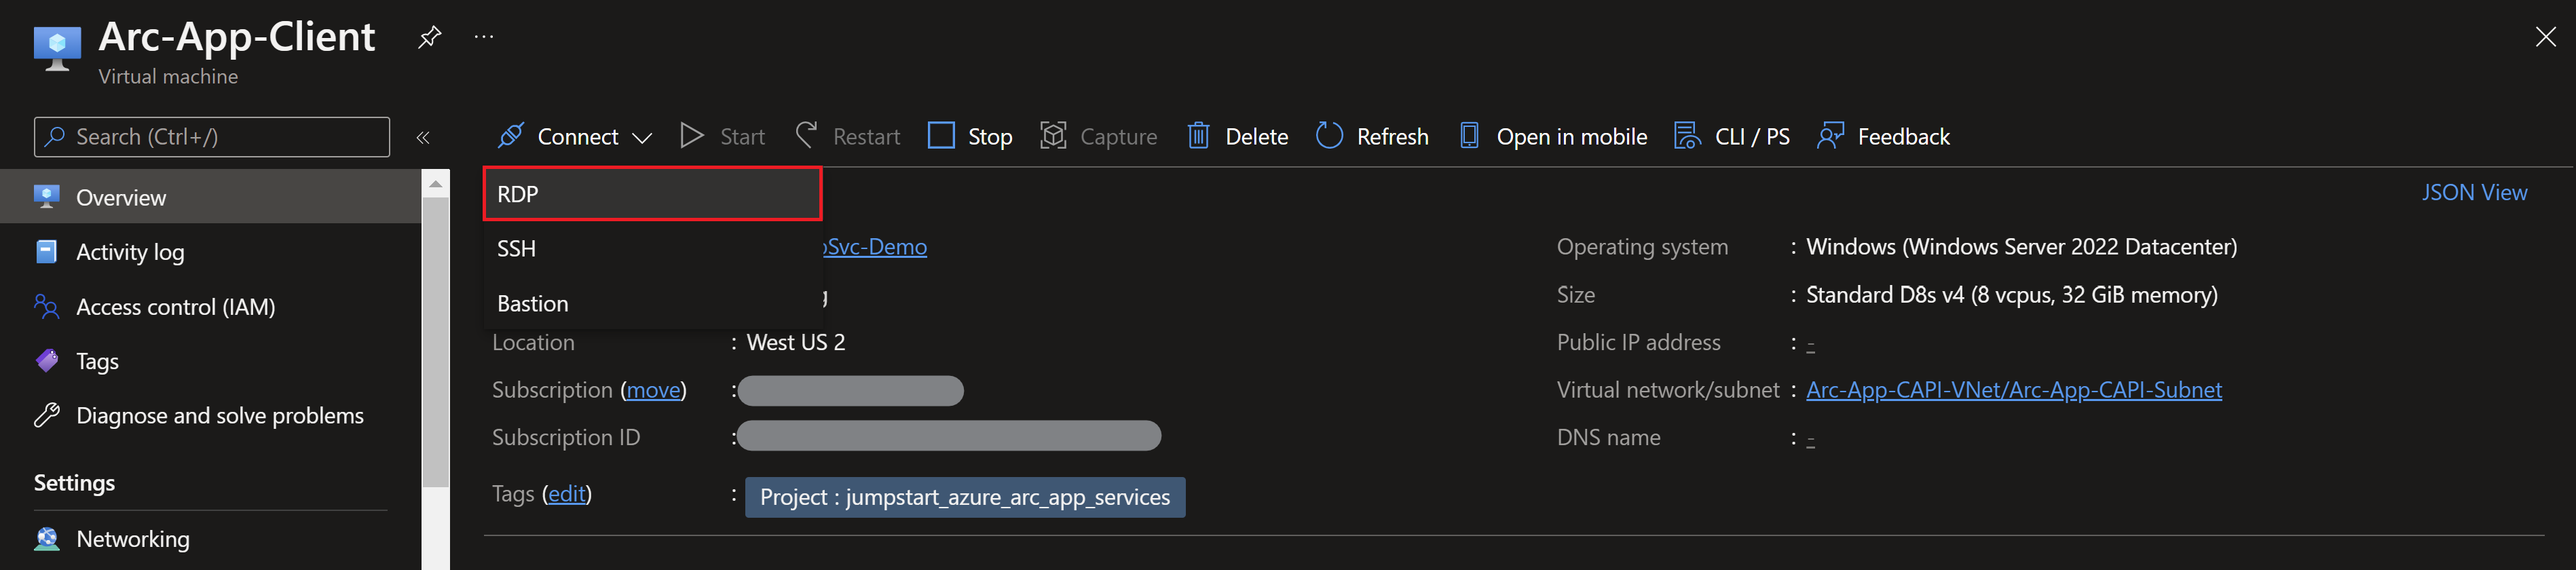 Arc-App-Client
Virtual machine
Search (Ctrl+/)
Connect
Start
Restart
Stop
Capture
Delete
Refresh
Open in mobile
CLI / PS
Feedback
Overview
Activity log
Access control (IAM)
Tags
Diagnose and solve problems
Settings
Networking
RDP
SSH
Bastion
JSON View
Svc-Demo
Location : West US 2
Subscription (move) :
Subscription ID :
Tags (edit) : Project : jumpstart_azure_arc_app_services
Operating system : Windows (Windows Server 2022 Datacenter)
Size : Standard D8s v4 (8 vcpus, 32 GiB memory)
Public IP address : -
Virtual network/subnet : Arc-App-CAPI-VNet/Arc-App-CAPI-Subnet
DNS name : -